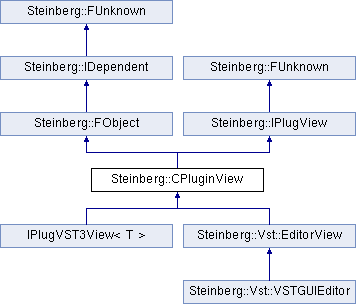 Steinberg::FUnknown
Steinberg::IDependent
Steinberg::FUnknown
Steinberg::FObject
Steinberg::IPlugView
Steinberg::CPluginView
IPlugVST3View< T >
Steinberg::Vst::EditorView
Steinberg::Vst::VSTGUIEditor